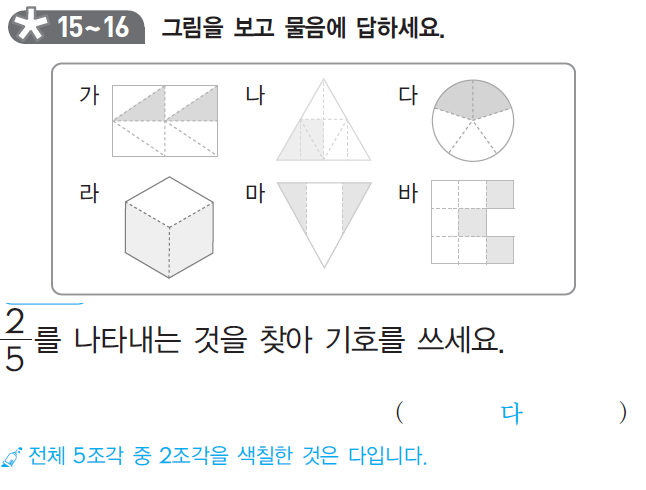 * 15~16 그림을 보고 물음에 답하세요.
가 나 다
라 마 바
2/5를 나타내는 것을 찾아 기호를 쓰세요.
( 다 )
전체 5조각 중 2조각을 색칠한 것은 다입니다.